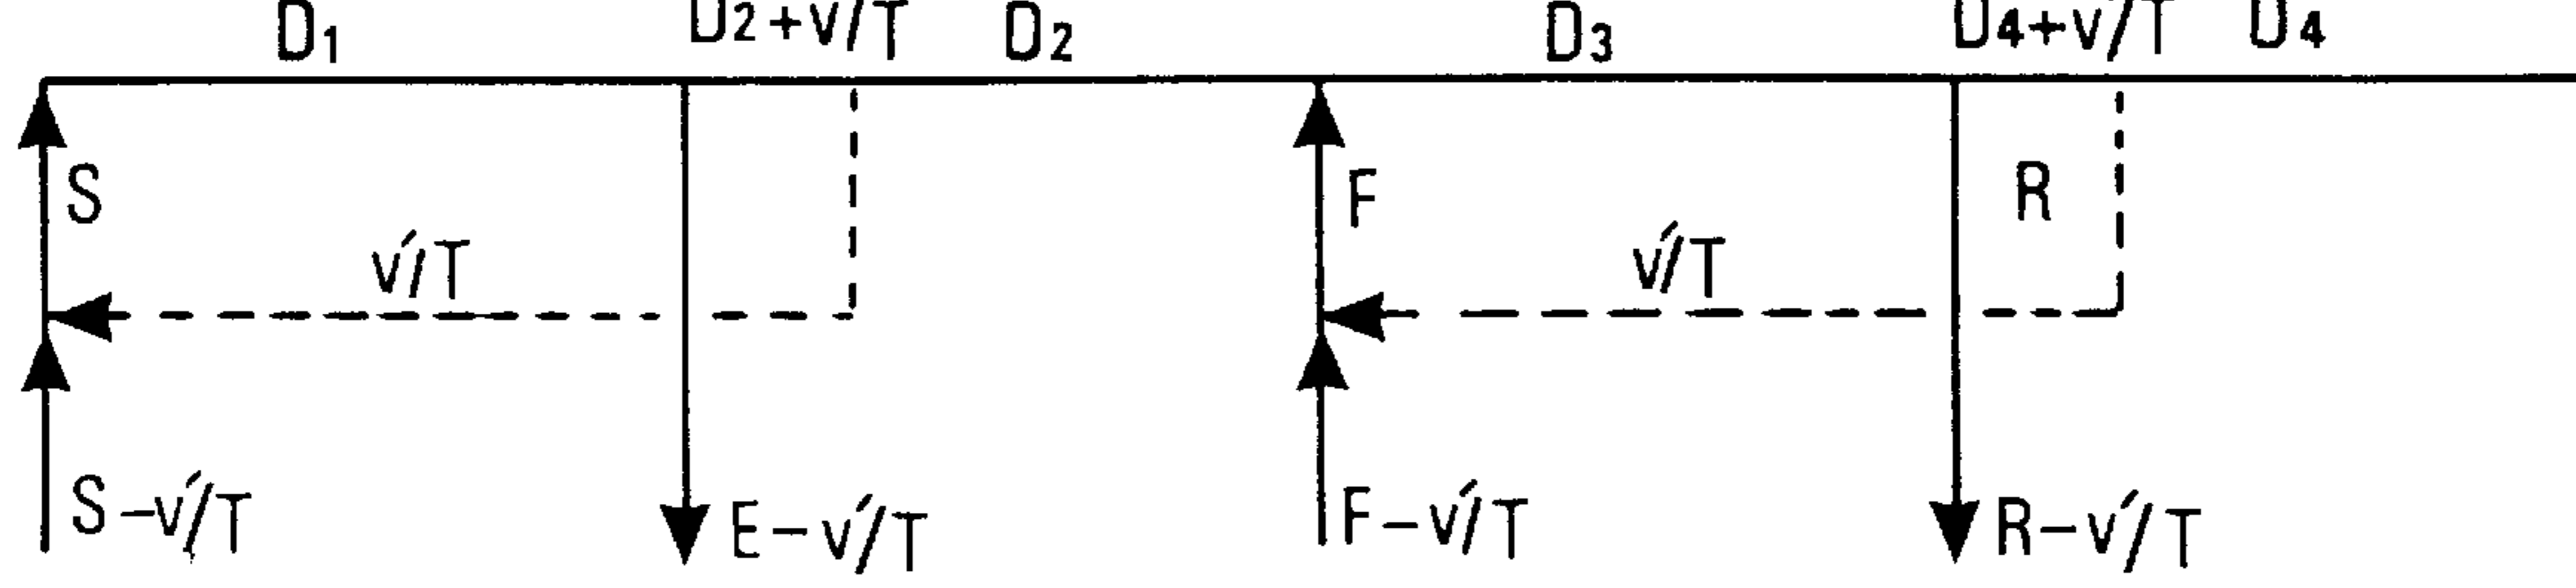 D1 D2+v́/T D2 D3 D4+v́/T D4
S F R
v́/T v́/T
S-v́/T E-v́/T F-v́/T R-v́/T